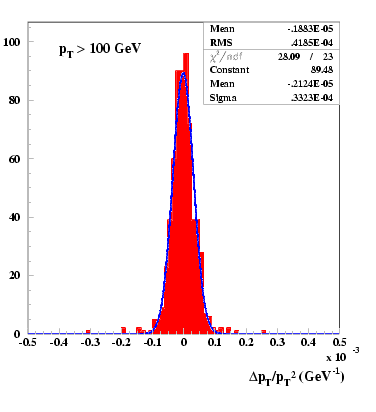 Mean -.1883E-05
RMS .4185E-04
χ²/ndf 28.09 / 23
Constant 89.48
Mean -.2124E-05
Sigma .3323E-04
p_T > 100 GeV
100
80
60
40
20
0
-0.5 -0.4 -0.3 -0.2 -0.1 0 0.1 0.2 0.3 0.4 0.5
x 10 -3
Δp_T/p_T² (GeV⁻¹)